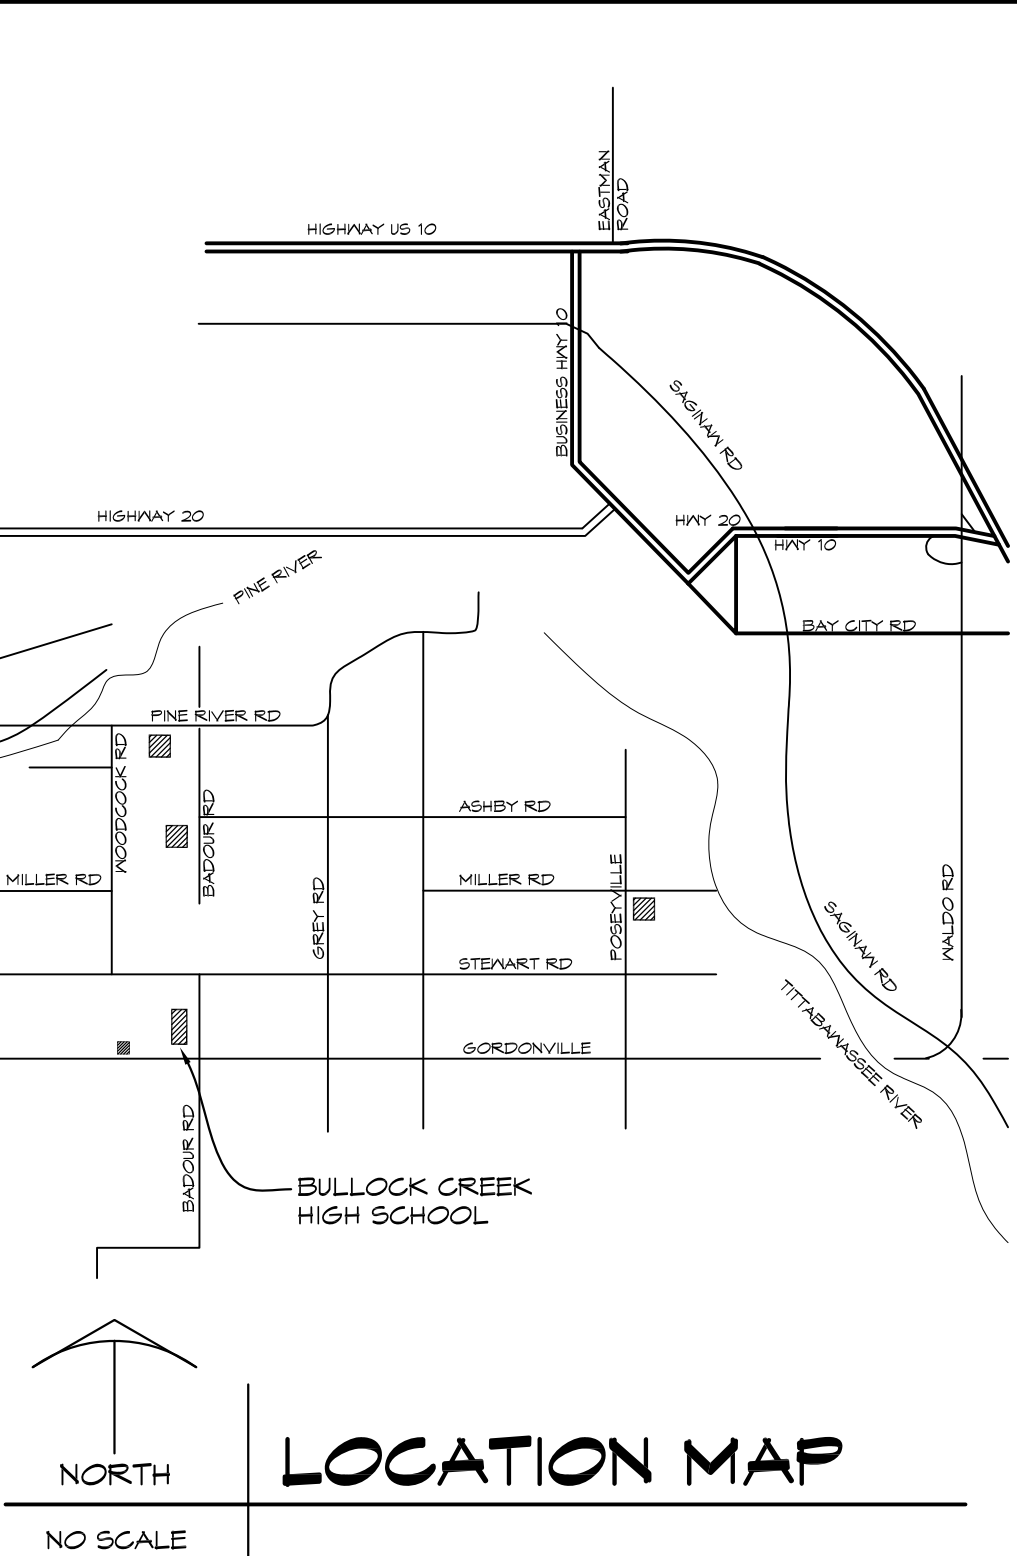 EASTMAN
ROAD
HIGHWAY US 10
BUSINESS HWY 10
SAGINAW RD
HIGHWAY 20
HWY 20
HWY 10
PINE RIVER
BAY CITY RD
PINE RIVER RD
WOODCOCK RD
BADOUR RD
ASHBY RD
MILLER RD
GREY RD
MILLER RD
POSEYVILLE
WALDO RD
SAGINAW RD
STEWART RD
TITTABAWASSEE RIVER
GORDONVILLE
BADOUR RD
BULLOCK CREEK
HIGH SCHOOL
NORTH
LOCATION MAP
NO SCALE